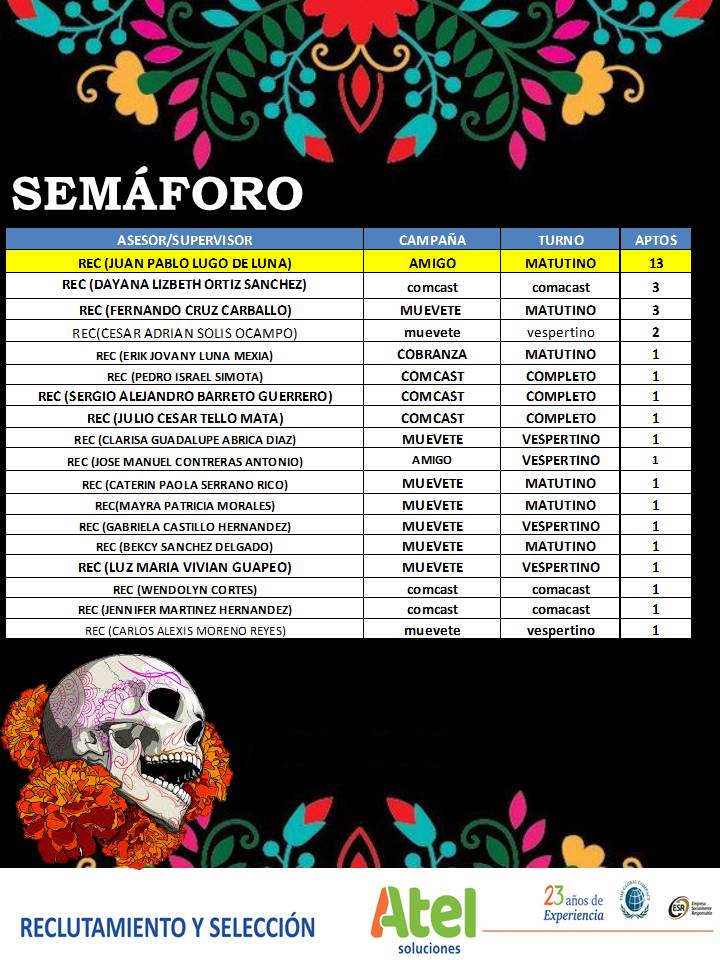 SEMÁFORO
ASESOR/SUPERVISOR CAMPAÑA TURNO APTOS
REC (JUAN PABLO LUGO DE LUNA) AMIGO MATUTINO 13
REC (DAYANA LIZBETH ORTIZ SANCHEZ) comcast comacast 3
REC (FERNANDO CRUZ CARBALLO) MUEVETE MATUTINO 3
REC(CESAR ADRIAN SOLIS OCAMPO) muevete vespertino 2
REC (ERIK JOVANY LUNA MEXIA) COBRANZA MATUTINO 1
REC (PEDRO ISRAEL SIMOTA) COMCAST COMPLETO 1
REC (SERGIO ALEJANDRO BARRETO GUERRERO) COMCAST COMPLETO 1
REC (JULIO CESAR TELLO MATA) COMCAST COMPLETO 1
REC (CLARISA GUADALUPE ABRICA DIAZ) MUEVETE VESPERTINO 1
REC (JOSE MANUEL CONTRERAS ANTONIO) AMIGO VESPERTINO 1
REC (CATERIN PAOLA SERRANO RICO) MUEVETE MATUTINO 1
REC(MAYRA PATRICIA MORALES) MUEVETE MATUTINO 1
REC (GABRIELA CASTILLO HERNANDEZ) MUEVETE VESPERTINO 1
REC (BEKCY SANCHEZ DELGADO) MUEVETE MATUTINO 1
REC (LUZ MARIA VIVIAN GUAPEO) MUEVETE VESPERTINO 1
REC (WENDOLYN CORTES) comcast comacast 1
REC (JENNIFER MARTINEZ HERNANDEZ) comcast comacast 1
REC (CARLOS ALEXIS MORENO REYES) muevete vespertino 1
RECLUTAMIENTO Y SELECCIÓN
Atel
soluciones
23 años de
Experiencia
THE GLOBAL COMPACT
ESR
Empresa
Socialmente
Responsable